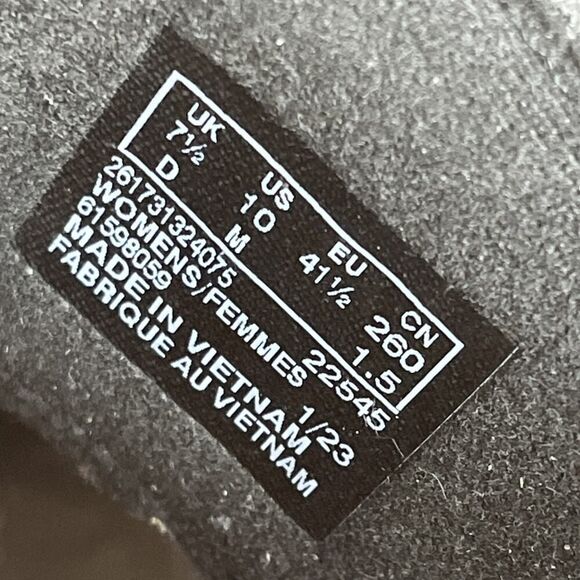 UK US EU CN
7½ 10 41½ 260
D M 1.5
261731324075 22545
WOMENS/FEMMES
61598059 1/23
MADE IN VIETNAM
FABRIQUE AU VIETNAM